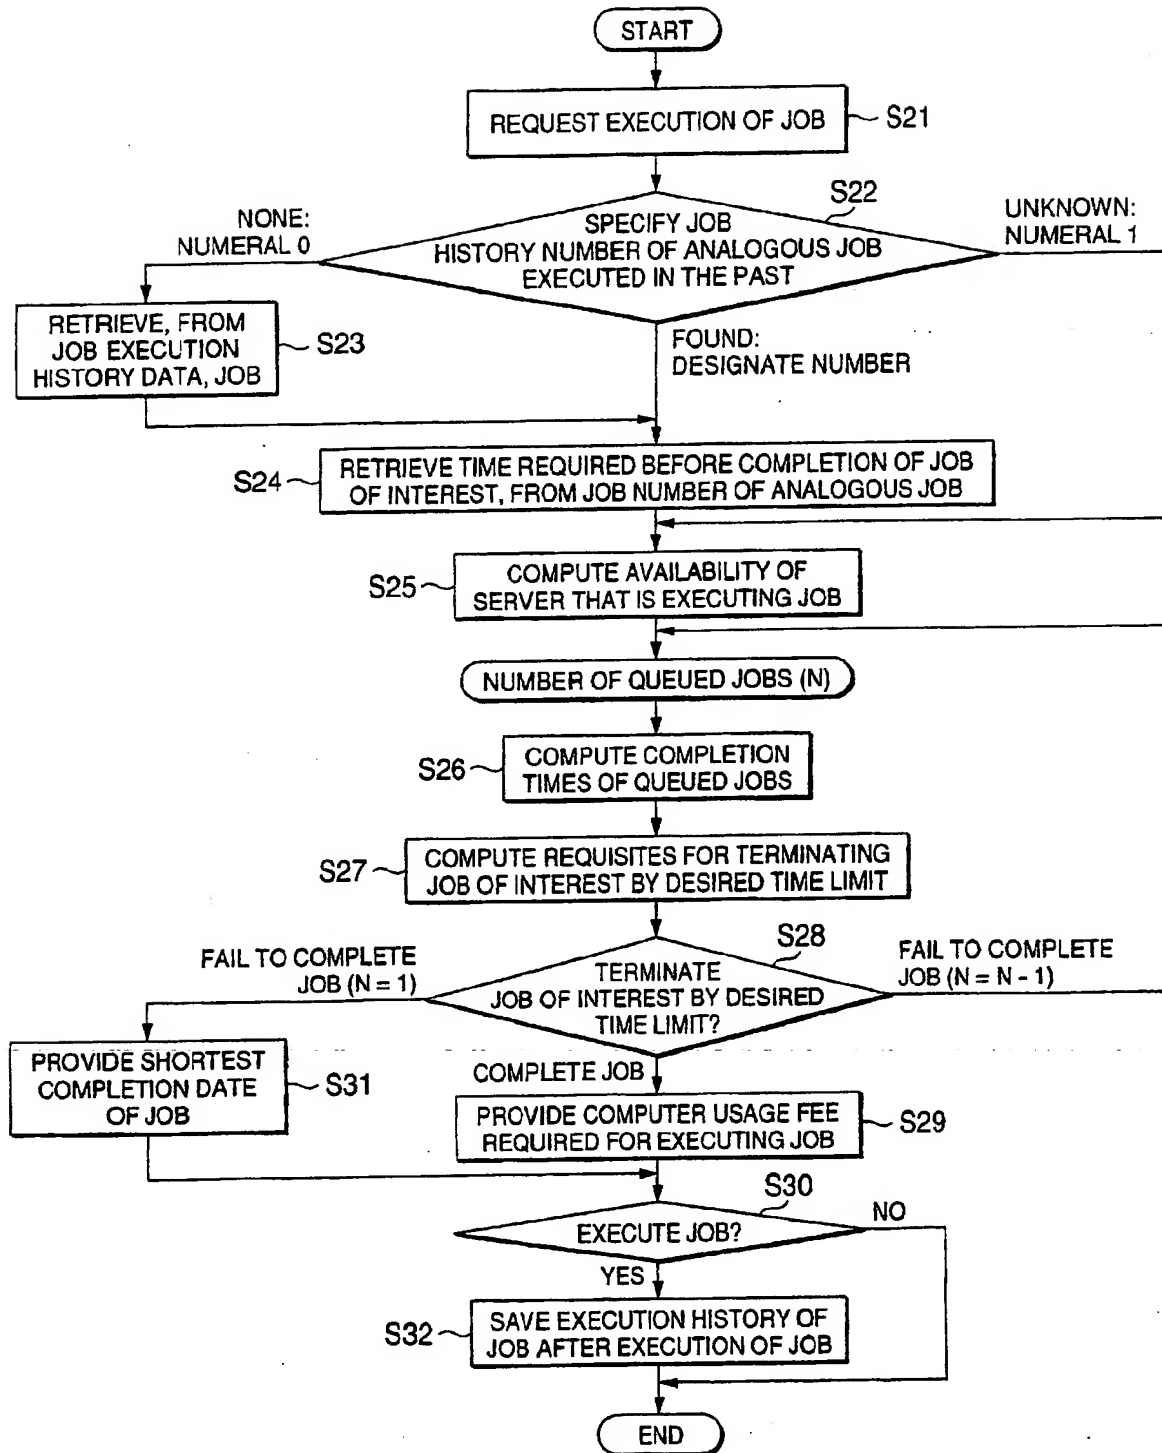 START
REQUEST EXECUTION OF JOB
S21
S22
NONE:
NUMERAL 0
SPECIFY JOB
HISTORY NUMBER OF ANALOGOUS JOB
EXECUTED IN THE PAST
UNKNOWN:
NUMERAL 1
RETRIEVE, FROM
JOB EXECUTION
HISTORY DATA, JOB
S23
FOUND:
DESIGNATE NUMBER
S24
RETRIEVE TIME REQUIRED BEFORE COMPLETION OF JOB
OF INTEREST, FROM JOB NUMBER OF ANALOGOUS JOB
S25
COMPUTE AVAILABILITY OF
SERVER THAT IS EXECUTING JOB
NUMBER OF QUEUED JOBS (N)
S26
COMPUTE COMPLETION
TIMES OF QUEUED JOBS
S27
COMPUTE REQUISITES FOR TERMINATING
JOB OF INTEREST BY DESIRED TIME LIMIT
S28
FAIL TO COMPLETE
JOB (N = 1)
TERMINATE
JOB OF INTEREST BY DESIRED
TIME LIMIT?
FAIL TO COMPLETE
JOB (N = N - 1)
PROVIDE SHORTEST
COMPLETION DATE
OF JOB
S31
COMPLETE JOB
PROVIDE COMPUTER USAGE FEE
REQUIRED FOR EXECUTING JOB
S29
S30
EXECUTE JOB?
NO
YES
S32
SAVE EXECUTION HISTORY OF
JOB AFTER EXECUTION OF JOB
END